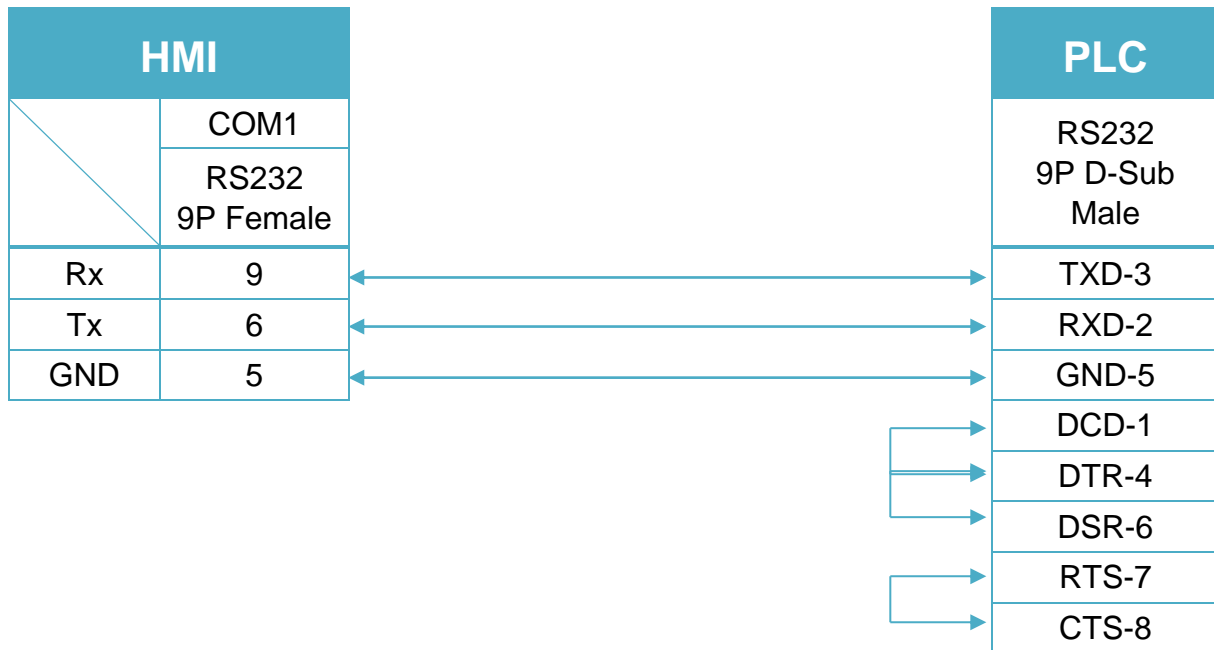 HMI
COM1
RS232
9P Female
Rx 9
Tx 6
GND 5
PLC
RS232
9P D-Sub
Male
TXD-3
RXD-2
GND-5
DCD-1
DTR-4
DSR-6
RTS-7
CTS-8